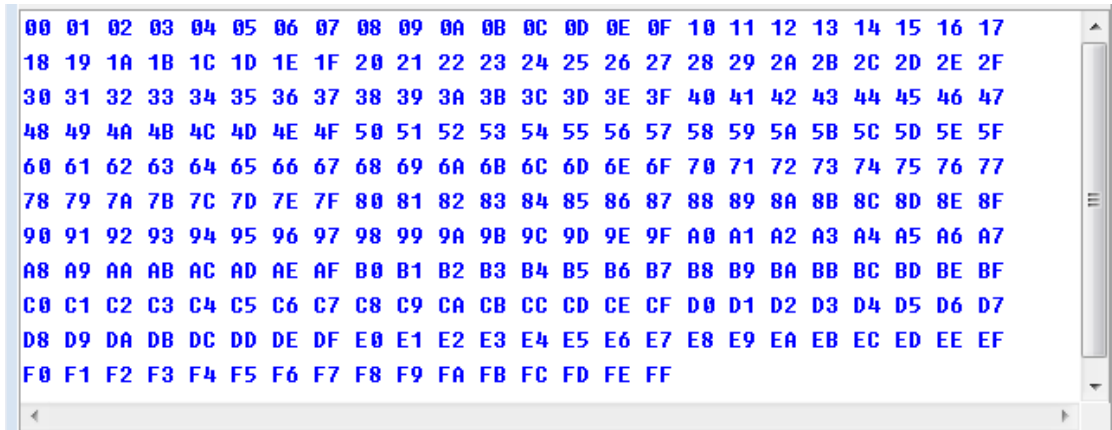 00 01 02 03 04 05 06 07 08 09 0A 0B 0C 0D 0E 0F 10 11 12 13 14 15 16 17
18 19 1A 1B 1C 1D 1E 1F 20 21 22 23 24 25 26 27 28 29 2A 2B 2C 2D 2E 2F
30 31 32 33 34 35 36 37 38 39 3A 3B 3C 3D 3E 3F 40 41 42 43 44 45 46 47
48 49 4A 4B 4C 4D 4E 4F 50 51 52 53 54 55 56 57 58 59 5A 5B 5C 5D 5E 5F
60 61 62 63 64 65 66 67 68 69 6A 6B 6C 6D 6E 6F 70 71 72 73 74 75 76 77
78 79 7A 7B 7C 7D 7E 7F 80 81 82 83 84 85 86 87 88 89 8A 8B 8C 8D 8E 8F
90 91 92 93 94 95 96 97 98 99 9A 9B 9C 9D 9E 9F A0 A1 A2 A3 A4 A5 A6 A7
A8 A9 AA AB AC AD AE AF B0 B1 B2 B3 B4 B5 B6 B7 B8 B9 BA BB BC BD BE BF
C0 C1 C2 C3 C4 C5 C6 C7 C8 C9 CA CB CC CD CE CF D0 D1 D2 D3 D4 D5 D6 D7
D8 D9 DA DB DC DD DE DF E0 E1 E2 E3 E4 E5 E6 E7 E8 E9 EA EB EC ED EE EF
F0 F1 F2 F3 F4 F5 F6 F7 F8 F9 FA FB FC FD FE FF